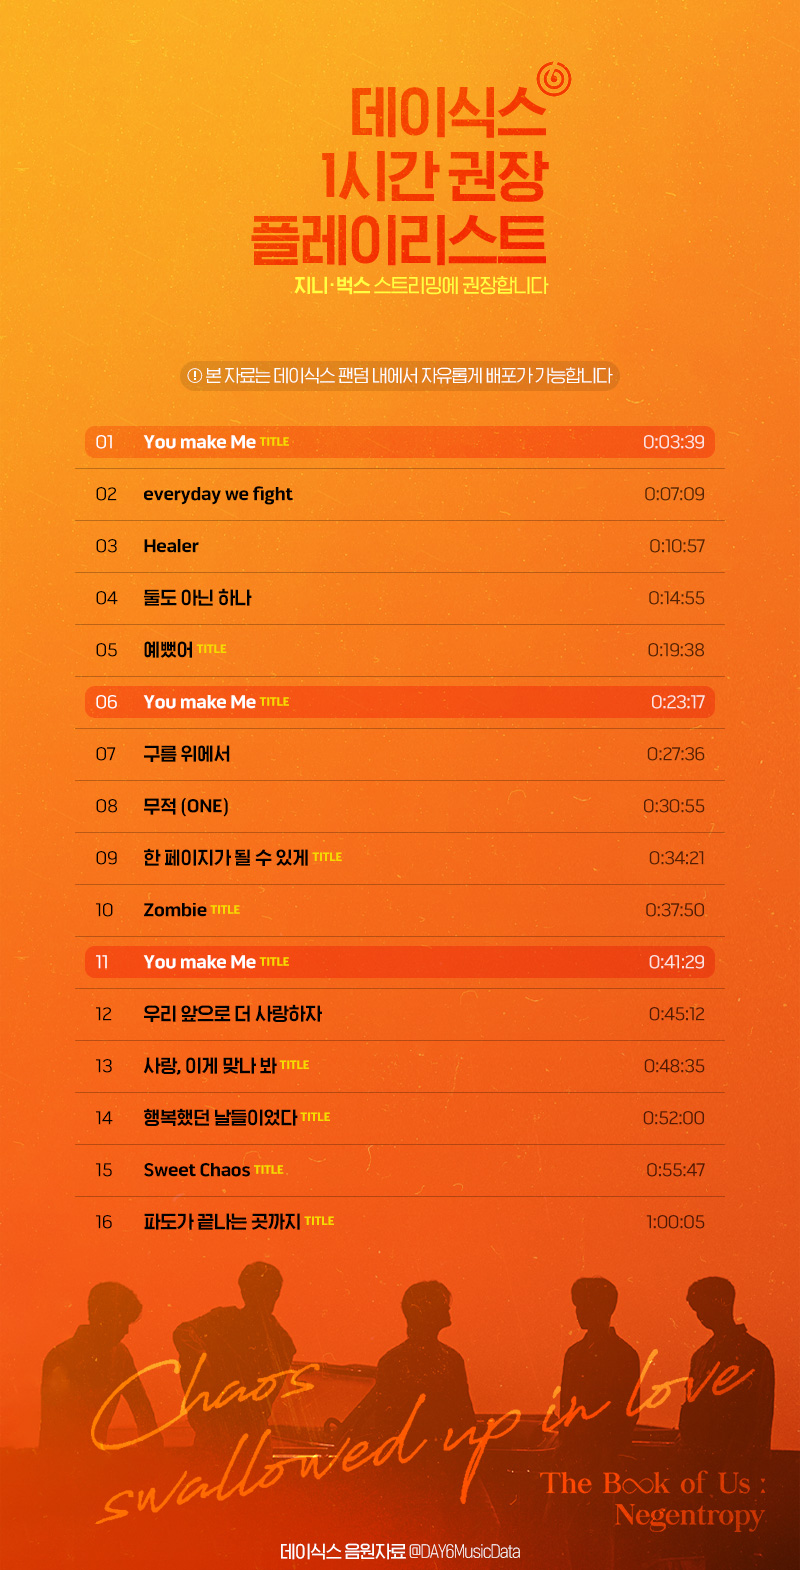 데이식스
1시간 권장
플레이리스트
지니·벅스 스트리밍에 권장합니다
! 본 자료는 데이식스 팬덤 내에서 자유롭게 배포가 가능합니다
01 You make Me TITLE 0:03:39
02 everyday we fight 0:07:09
03 Healer 0:10:57
04 둘도 아닌 하나 0:14:55
05 예뻤어 TITLE 0:19:38
06 You make Me TITLE 0:23:17
07 구름 위에서 0:27:36
08 무적 (ONE) 0:30:55
09 한 페이지가 될 수 있게 TITLE 0:34:21
10 Zombie TITLE 0:37:50
11 You make Me TITLE 0:41:29
12 우리 앞으로 더 사랑하자 0:45:12
13 사랑, 이게 맞나 봐 TITLE 0:48:35
14 행복했던 날들이었다 TITLE 0:52:00
15 Sweet Chaos TITLE 0:55:47
16 파도가 끝나는 곳까지 TITLE 1:00:05
Chaos
swallowed up in love
The Book of Us :
Negentropy
데이식스 음원자료 @DAY6MusicData